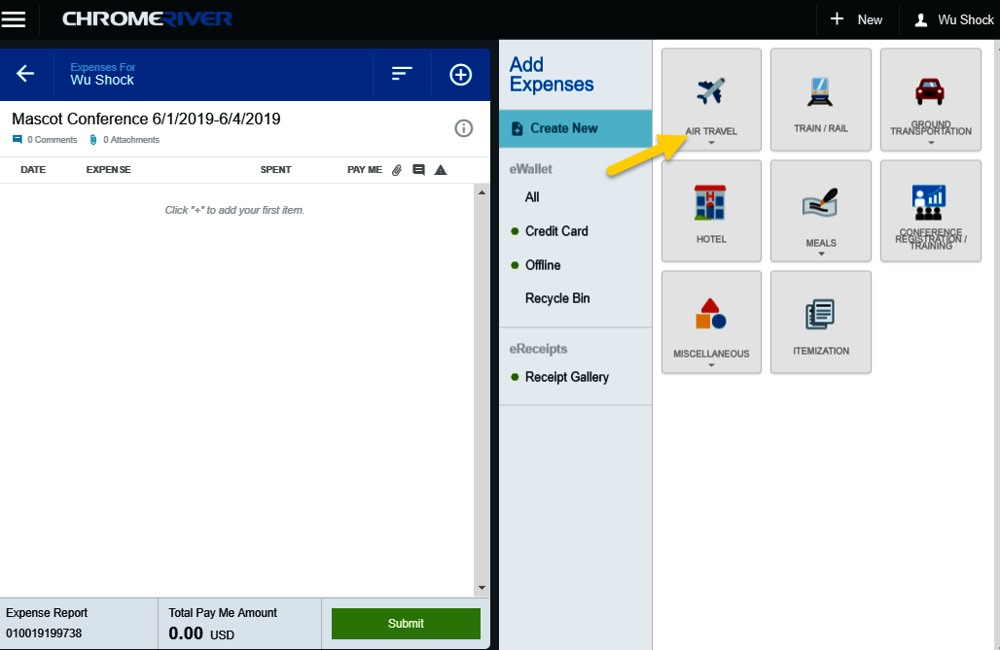 CHROMERIVER
New
Wu Shock
Expenses For
Wu Shock
Mascot Conference 6/1/2019-6/4/2019
0 Comments
0 Attachments
DATE
EXPENSE
SPENT
PAY ME
Click "+" to add your first item.
Expense Report
010019199738
Total Pay Me Amount
0.00 USD
Submit
Add
Expenses
Create New
eWallet
All
Credit Card
Offline
Recycle Bin
eReceipts
Receipt Gallery
AIR TRAVEL
TRAIN / RAIL
GROUND
TRANSPORTATION
H
HOTEL
MEALS
CONFERENCE
REGISTRATION /
TRAINING
MISCELLANEOUS
ITEMIZATION